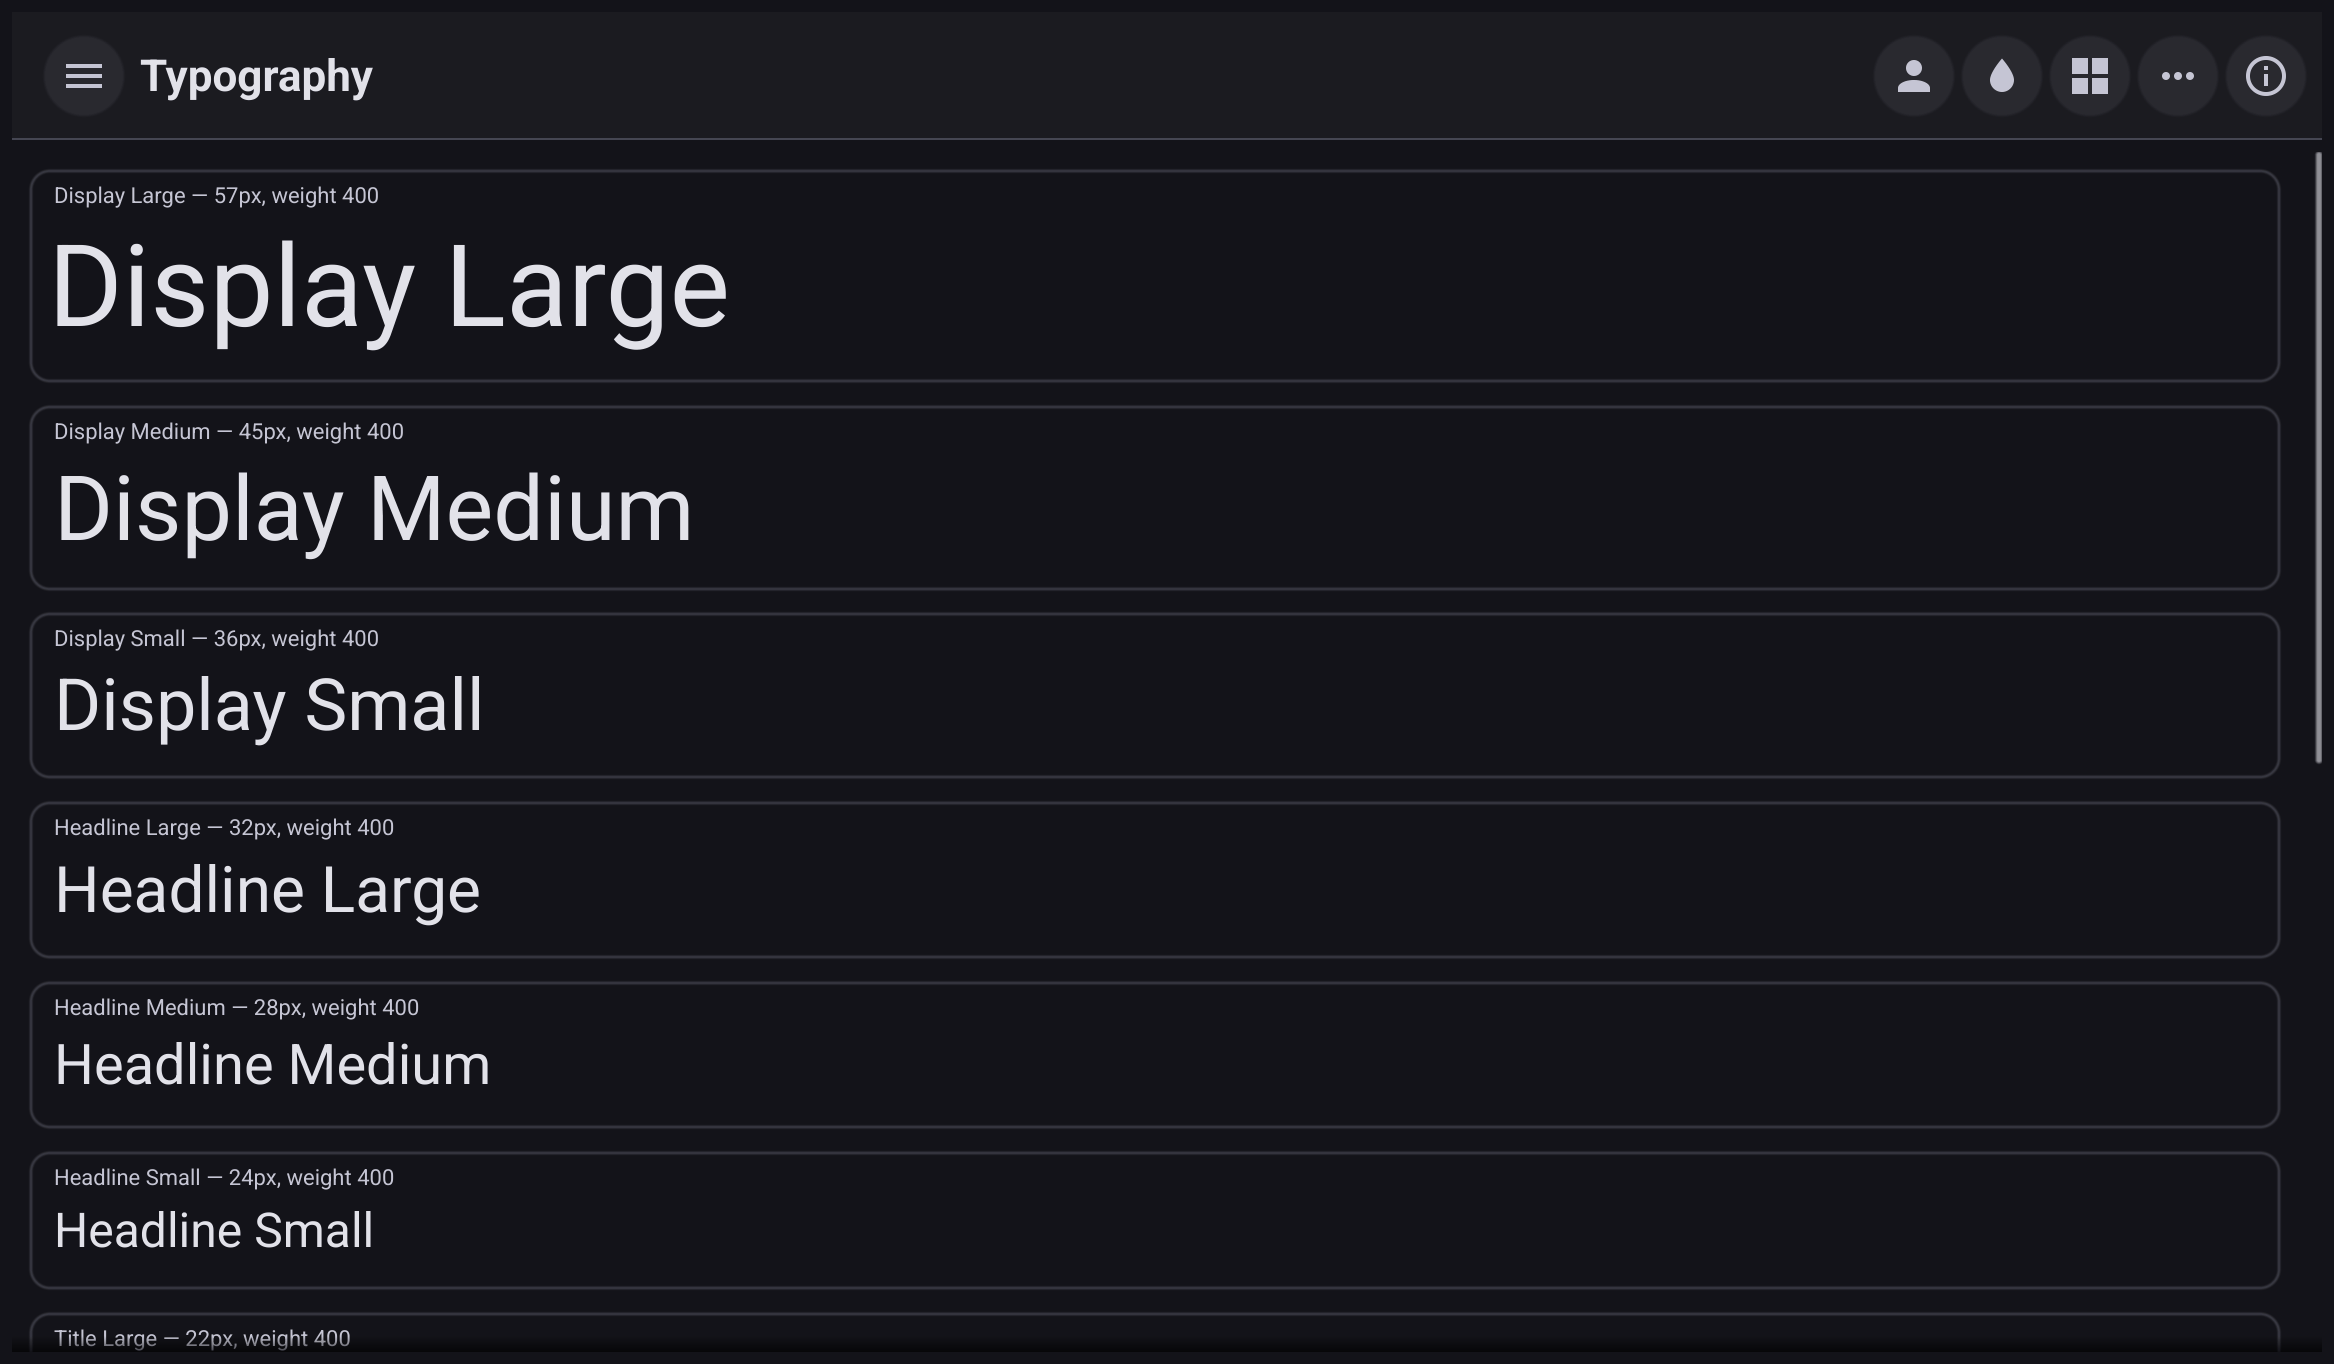 Typography
Display Large — 57px, weight 400
Display Large
Display Medium — 45px, weight 400
Display Medium
Display Small — 36px, weight 400
Display Small
Headline Large — 32px, weight 400
Headline Large
Headline Medium — 28px, weight 400
Headline Medium
Headline Small — 24px, weight 400
Headline Small
Title Large — 22px, weight 400